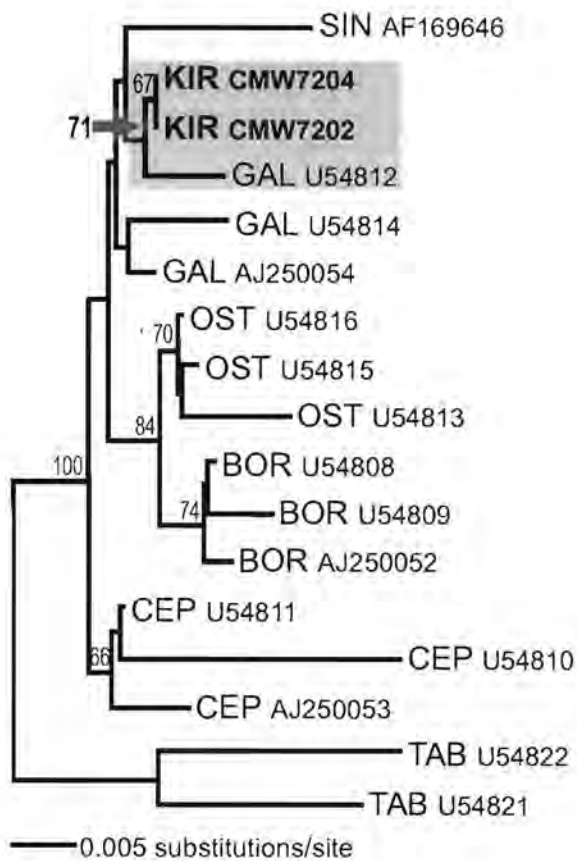 SIN AF169646
67 KIR CMW7204
71 KIR CMW7202
GAL U54812
GAL U54814
GAL AJ250054
70 OST U54816
OST U54815
OST U54813
84
BOR U54808
100
74 BOR U54809
BOR AJ250052
CEP U54811
66 CEP U54810
CEP AJ250053
TAB U54822
TAB U54821
0.005 substitutions/site